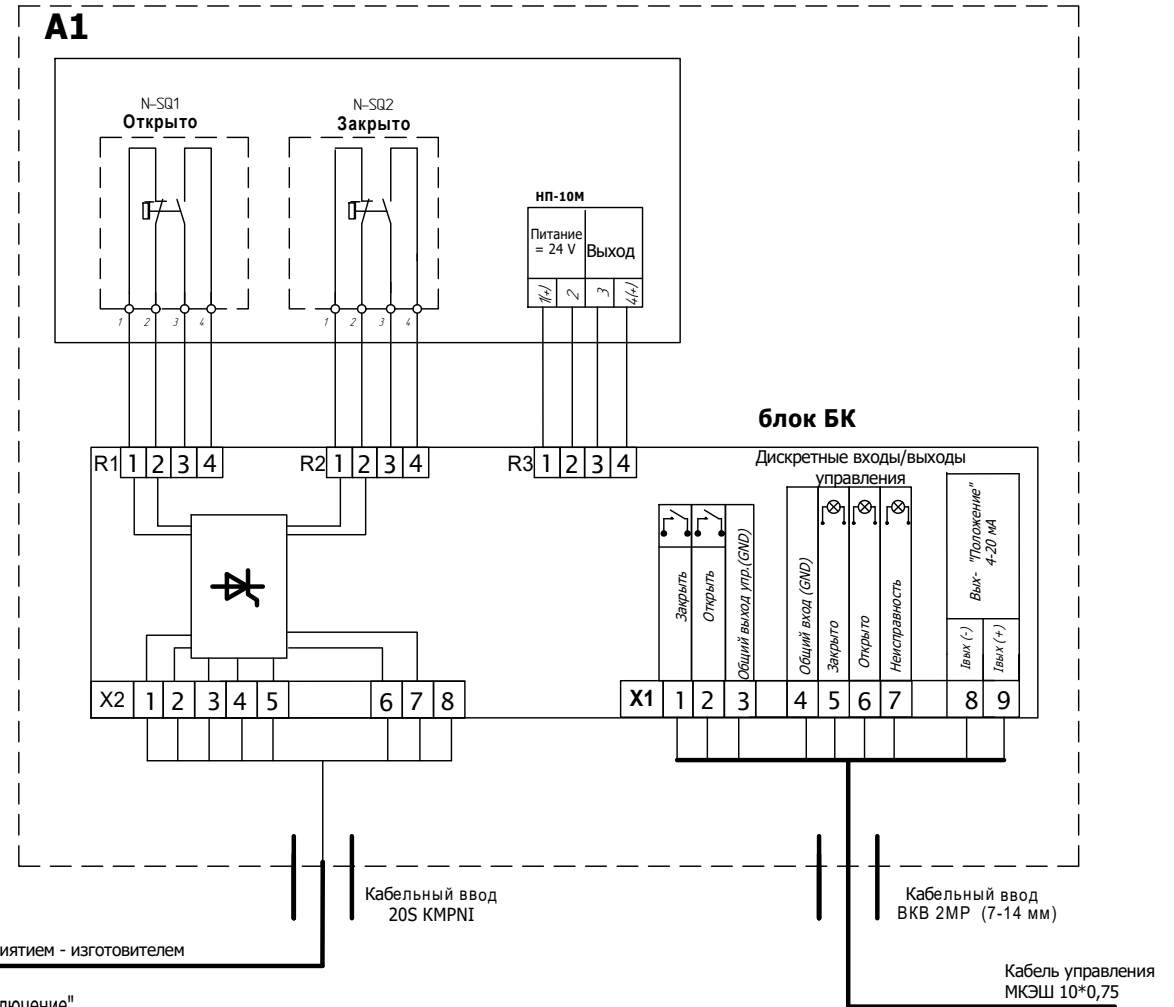 A1
N-SQ1
Открыто
N-SQ2
Закрыто
1 2 3 4
1 2 3 4
НП-10М
Питание
= 24 V
Выход
1(+) 2 3 4(+)
R1 1 2 3 4
R2 1 2 3 4
R3 1 2 3 4
блок БК
Дискретные входы/выходы
управления
Закрыть
Открыть
Общий выход упр.(GND)
Общий вход (GND)
Закрыто
Открыто
Неисправность
Вых- "Положение"
4-20 мА
Iвых (-)
Iвых (+)
X2 1 2 3 4 5 6 7 8
X1 1 2 3 4 5 6 7 8 9
Кабельный ввод
20S KMPNI
Кабельный ввод
ВКВ 2МР (7-14 мм)
иятием - изготовителем
Кабель управления
МКЭШ 10*0,75
лючение"